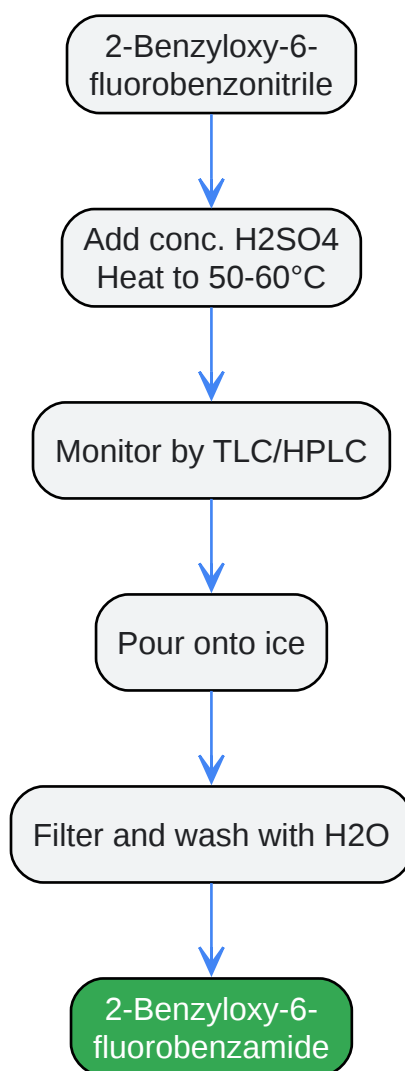 2-Benzyloxy-6-
fluorobenzonitrile
Add conc. H2SO4
Heat to 50-60°C
Monitor by TLC/HPLC
Pour onto ice
Filter and wash with H2O
2-Benzyloxy-6-
fluorobenzamide